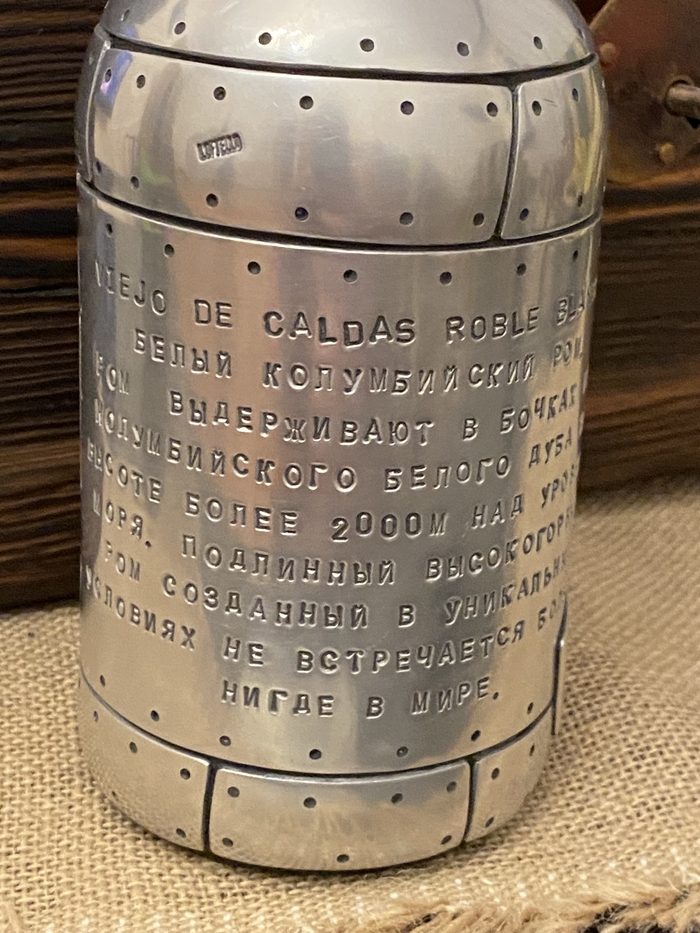 VIEJO DE CALDAS ROBLE
БЕЛЫЙ КОЛУМБИЙСКИЙ РОМ,
РОМ ВЫДЕРЖИВАЮТ В БОЧКАХ
КОЛУМБИЙСКОГО БЕЛОГО ДУБА
ВЫСОТЕ БОЛЕЕ 2000М НАД
МОРЯ. ПОДЛИННЫЙ
РОМ СОЗДАННЫЙ В
УСЛОВИЯХ НЕ ВСТРЕЧАЕТСЯ
НИГДЕ В МИРЕ.